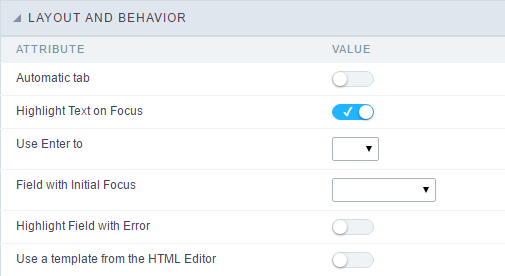 LAYOUT AND BEHAVIOR
ATTRIBUTE VALUE
Automatic tab
Highlight Text on Focus
Use Enter to
Field with Initial Focus
Highlight Field with Error
Use a template from the HTML Editor